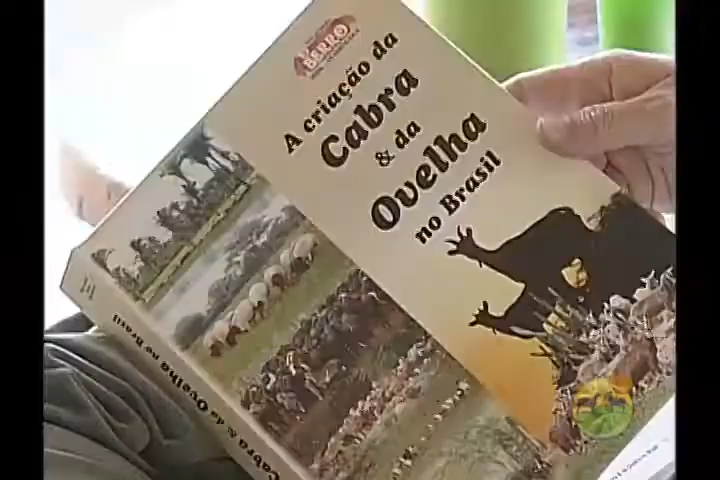 BERRO
A criação da
Cabra
& da
Ovelha
no Brasil
Cabra & da Ovelha no Brasil